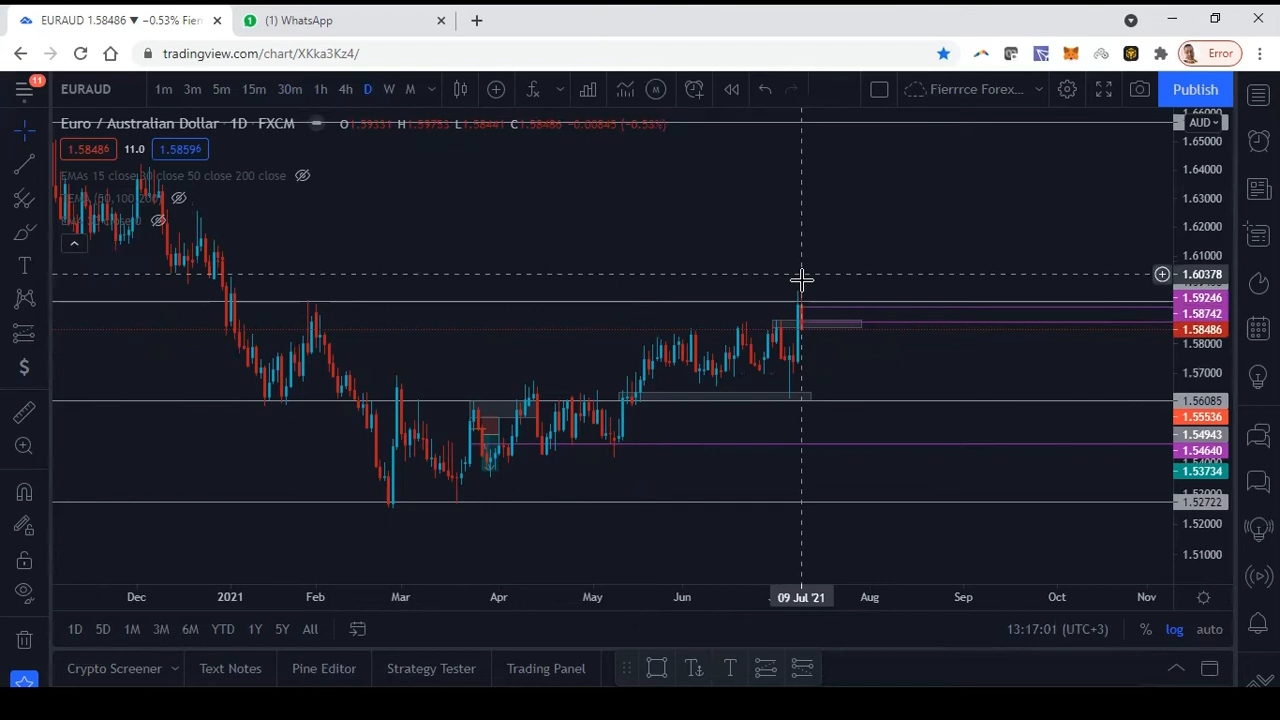 EURAUD 1.58486 ▼ −0.53% Fierr
(1) WhatsApp
tradingview.com/chart/XKka3Kz4/
Error
11
EURAUD 1m 3m 5m 15m 30m 1h 4h D W M
Fierrrce Forex...
Publish
Euro / Australian Dollar · 1D · FXCM O1.59331 H1.59753 L1.58441 C1.58486 −0.00845 (−0.53%)
AUD
1.58486 11.0 1.58596
EMAs 15 close 30 close 50 close 200 close
1.65000
1.64000
1.63000
1.62000
1.61000
1.60378
1.59246
1.58742
1.58486
1.58000
1.57000
1.56085
1.55536
1.54943
1.54640
1.53734
1.52722
1.52000
1.51000
Dec 2021 Feb Mar Apr May Jun 09 Jul '21 Aug Sep Oct Nov
1D 5D 1M 3M 6M YTD 1Y 5Y All
13:17:01 (UTC+3) % log auto
Crypto Screener Text Notes Pine Editor Strategy Tester Trading Panel